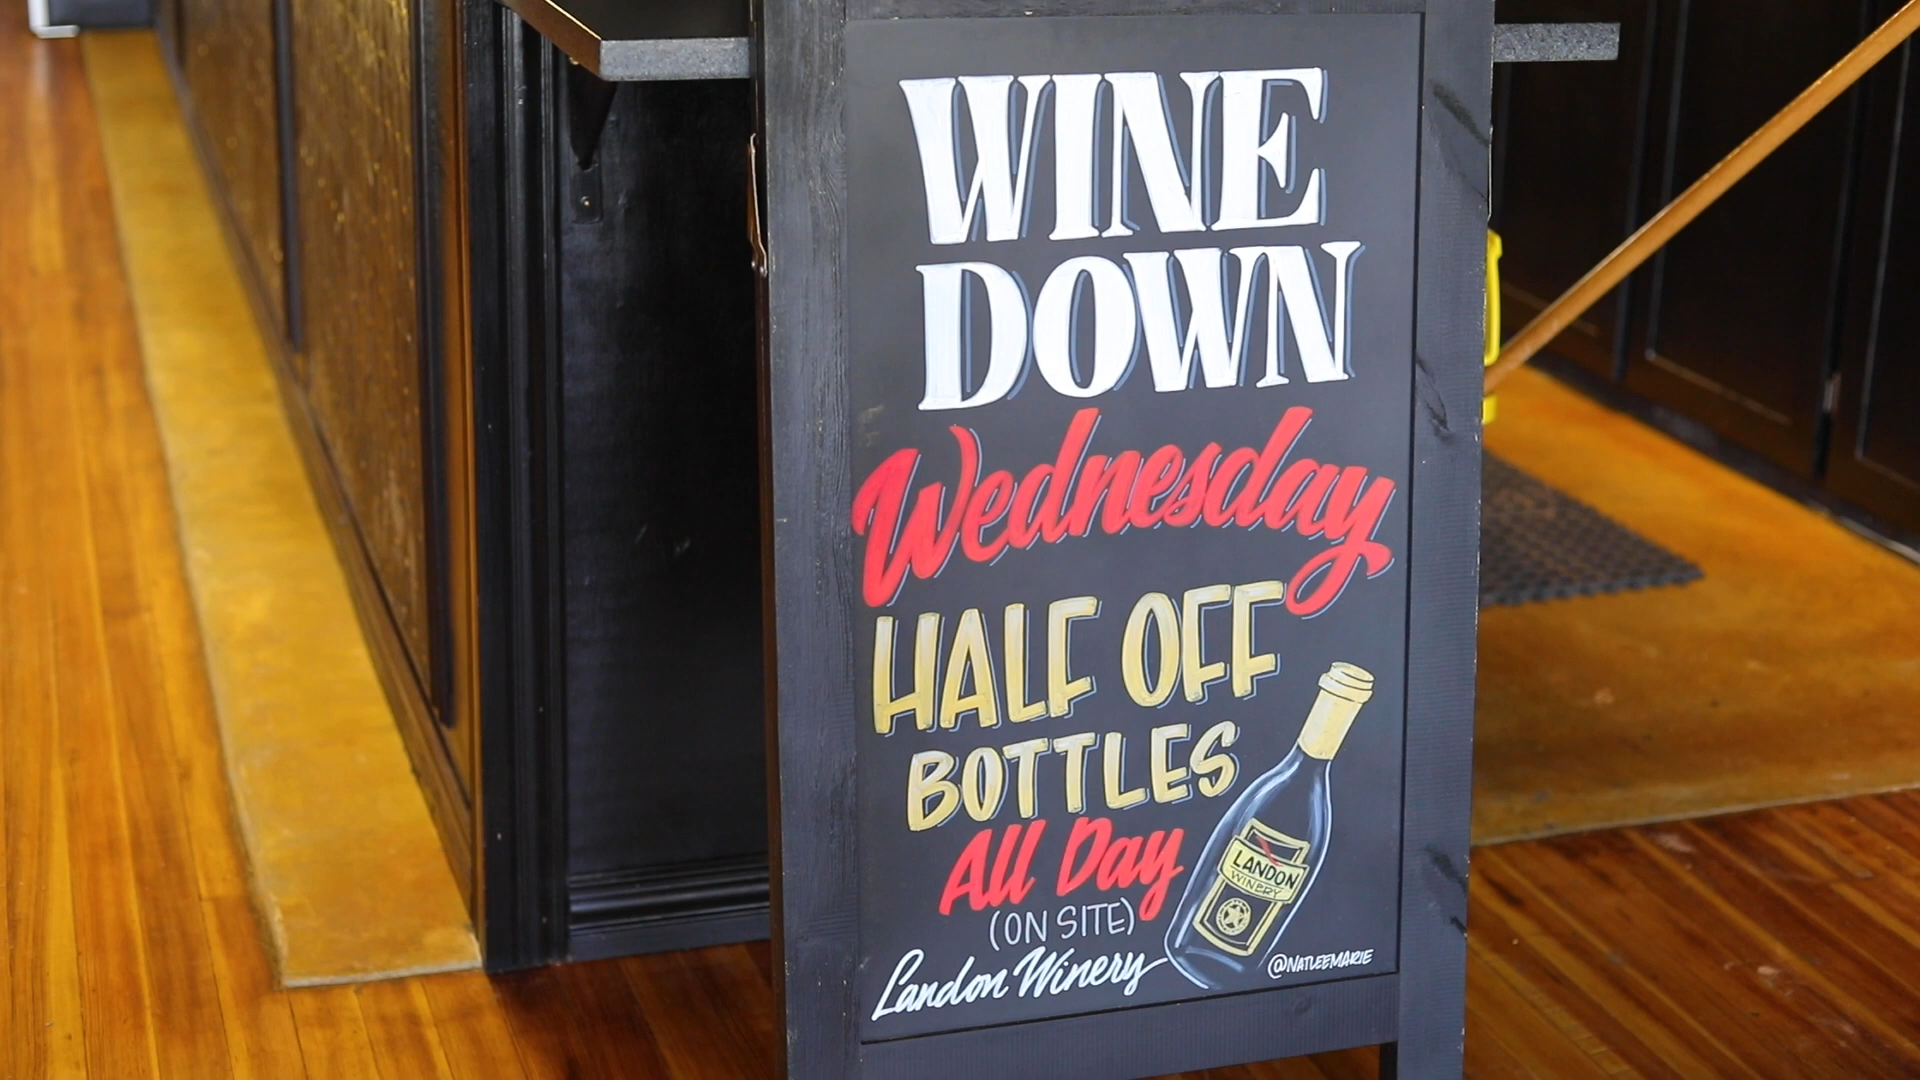 WINE
DOWN
Wednesday
HALF OFF
BOTTLES
All Day
(ON SITE)
Landon Winery
LANDON
WINERY
@NATLEEMARIE